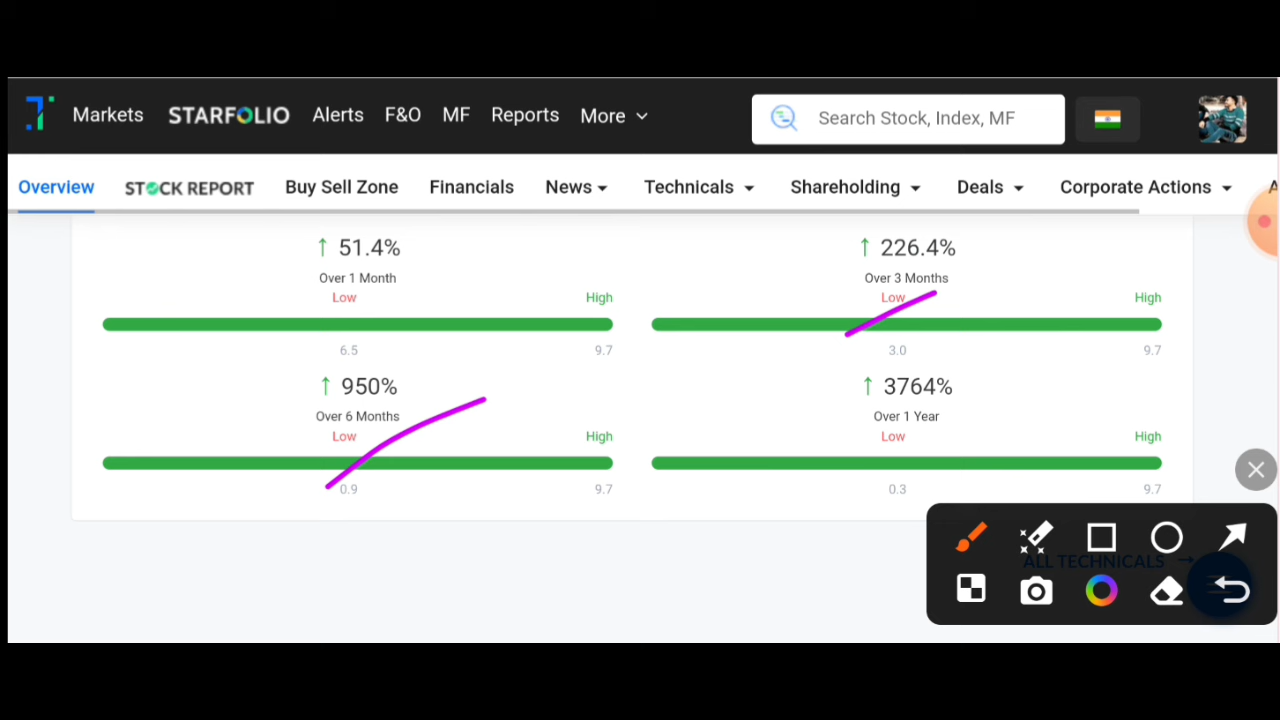 Markets STARFOLIO Alerts F&O MF Reports More Search Stock, Index, MF
Overview STOCK REPORT Buy Sell Zone Financials News Technicals Shareholding Deals Corporate Actions A
↑ 51.4% ↑ 226.4%
Over 1 Month Over 3 Months
Low High Low High
6.5 9.7 3.0 9.7
↑ 950% ↑ 3764%
Over 6 Months Over 1 Year
Low High Low High
0.9 9.7 0.3 9.7
ALL TECHNICALS →